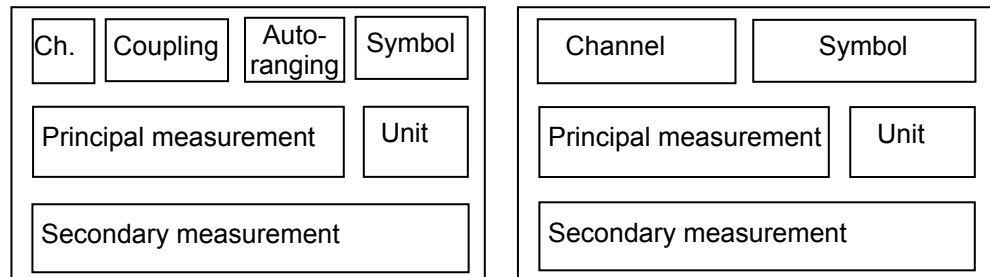 Ch.
Coupling
Auto-
ranging
Symbol
Principal measurement
Unit
Secondary measurement
Channel
Symbol
Principal measurement
Unit
Secondary measurement